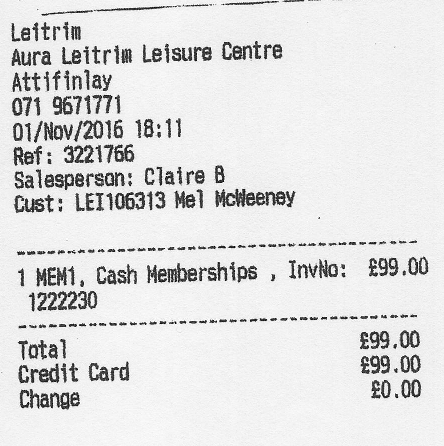 Leitrim
Aura Leitrim Leisure Centre
Attifinlay
071 9671771
01/Nov/2016 18:11
Ref: 3221766
Salesperson: Claire B
Cust: LEI106313 Mel McWeeney
1 MEM1, Cash Memberships , InvNo: £99.00
1222230
Total £99.00
Credit Card £99.00
Change £0.00